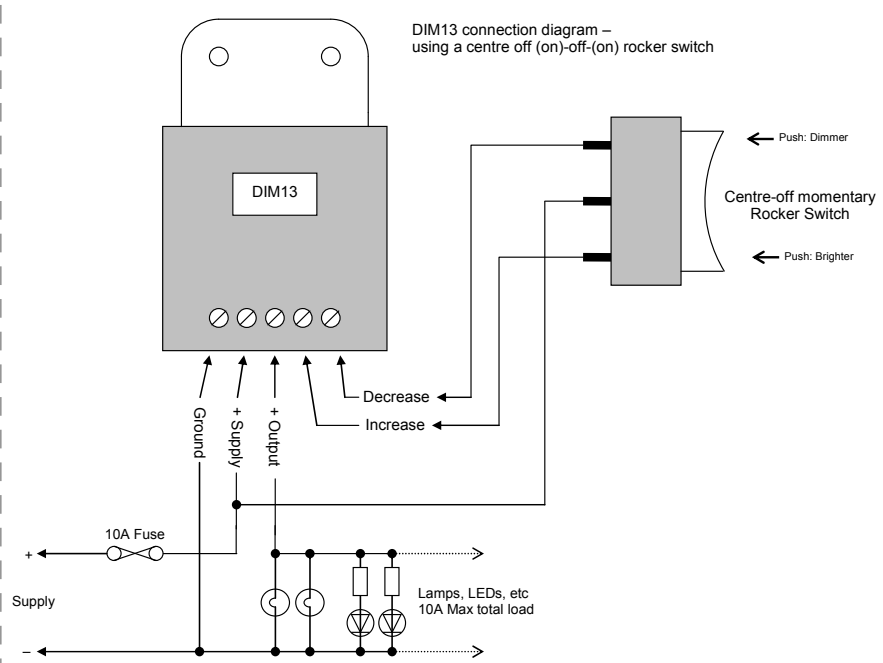 DIM13 connection diagram –
using a centre off (on)-off-(on) rocker switch
DIM13
Push: Dimmer
Centre-off momentary
Rocker Switch
Push: Brighter
Decrease
Increase
Ground
+ Supply
+ Output
10A Fuse
+
Supply
–
Lamps, LEDs, etc
10A Max total load